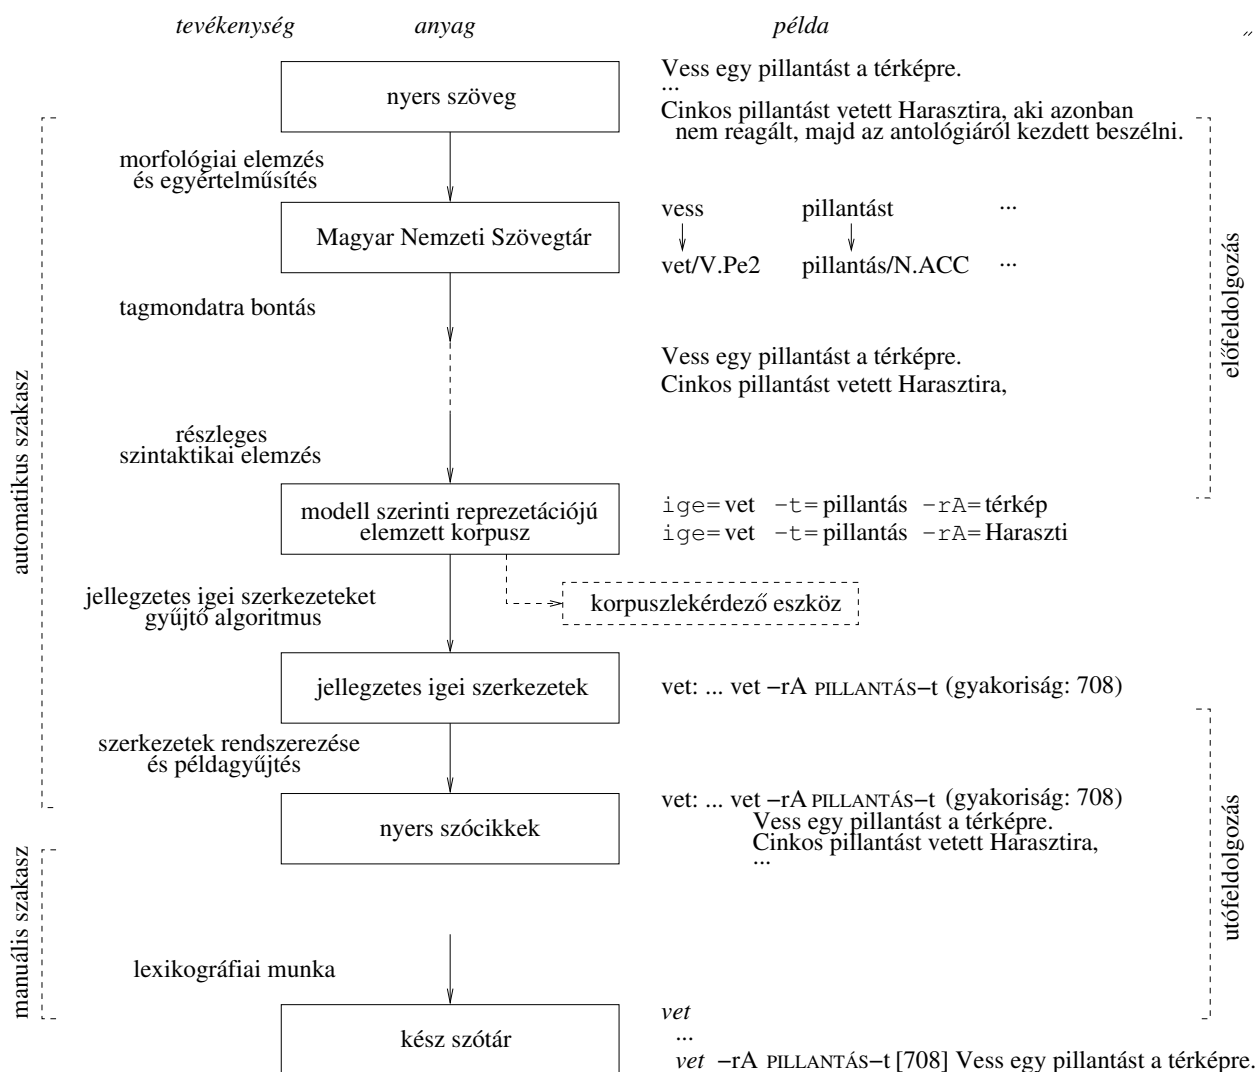 tevékenység anyag példa
nyers szöveg
Vess egy pillantást a térképre.
...
Cinkos pillantást vetett Harasztira, aki azonban
nem reagált, majd az antológiáról kezdett beszélni.
morfológiai elemzés
és egyértelműsítés
Magyar Nemzeti Szövegtár
vess pillantást ...
vet/V.Pe2 pillantás/N.ACC ...
tagmondatra bontás
Vess egy pillantást a térképre.
Cinkos pillantást vetett Harasztira,
részleges
szintaktikai elemzés
modell szerinti reprezetációjú
elemzett korpusz
ige=vet –t=pillantás –rA=térkép
ige=vet –t=pillantás –rA=Haraszti
jellegzetes igei szerkezeteket
gyűjtő algoritmus
korpuszlekérdező eszköz
jellegzetes igei szerkezetek
vet: ... vet –rA PILLANTÁS–t (gyakoriság: 708)
szerkezetek rendszerezése
és példagyűjtés
nyers szócikkek
vet: ... vet –rA PILLANTÁS–t (gyakoriság: 708)
Vess egy pillantást a térképre.
Cinkos pillantást vetett Harasztira,
...
lexikográfiai munka
kész szótár
vet
...
vet –rA PILLANTÁS–t [708] Vess egy pillantást a térképre.
automatikus szakasz
manuális szakasz
előfeldolgozás
utófeldolgozás